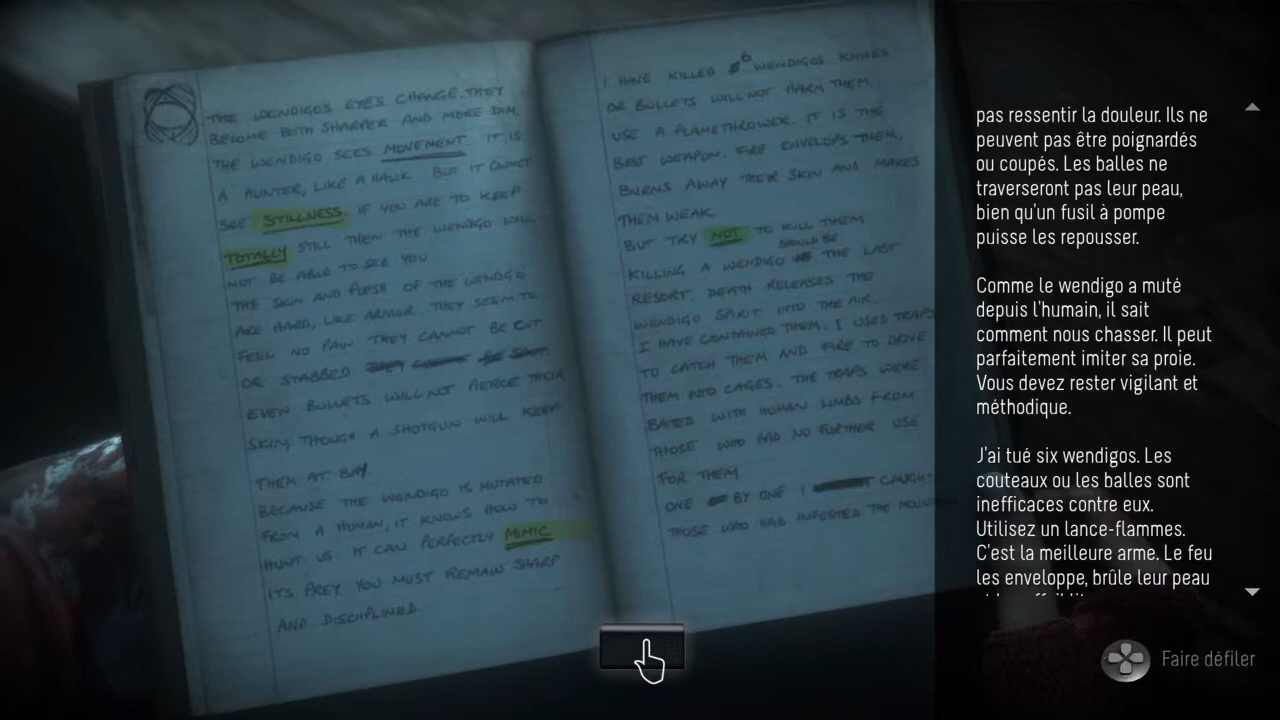 THE WENDIGO'S EYES CHANGE. THEY
BECOME BOTH SHARPER AND MORE DIM.
THE WENDIGO SEES MOVEMENT. IT IS
A HUNTER, LIKE A HAWK. BUT IT CANNOT
SEE STILLNESS. IF YOU ARE TO KEEP
TOTALLY STILL THEN THE WENDIGO WILL
NOT BE ABLE TO SEE YOU
THE SKIN AND FLESH OF THE WENDIGO
ARE HARD, LIKE ARMOR. THEY SEEM TO
FEEL NO PAIN THEY CANNOT BE CUT
OR STABBED. THEY CANNOT BE SHOT.
EVEN BULLETS WILL NOT PIERCE THEIR
SKIN, THOUGH A SHOTGUN WILL KEEP
THEM AT BAY
BECAUSE THE WENDIGO IS MUTATED
FROM A HUMAN, IT KNOWS HOW TO
HUNT US. IT CAN PERFECTLY MIMIC
ITS PREY. YOU MUST REMAIN SHARP
AND DISCIPLINED
I HAVE KILLED 6 WENDIGOS. KNIVES
OR BULLETS WILL NOT HARM THEM.
USE A FLAMETHROWER. IT IS THE
BEST WEAPON. FIRE ENVELOPS THEM,
BURNS AWAY THEIR SKIN AND MAKES
THEM WEAK.
BUT TRY NOT TO KILL THEM
SHOULD BE
KILLING A WENDIGO THE LAST
RESORT. DEATH RELEASES THE
WENDIGO SPIRIT INTO THE AIR.
I HAVE CONTAINED THEM. I USED TRAPS
TO CATCH THEM AND FIRE TO DRIVE
THEM INTO CAGES. THE TRAPS WERE
BATED WITH HUMAN LIMBS FROM
THOSE WHO HAD NO FURTHER USE
FOR THEM.
ONE BY ONE I CAUGHT
THOSE WHO HAD INFESTED THE
pas ressentir la douleur. Ils ne
peuvent pas être poignardés
ou coupés. Les balles ne
traverseront pas leur peau,
bien qu'un fusil à pompe
puisse les repousser.
Comme le wendigo a muté
depuis l'humain, il sait
comment nous chasser. Il peut
parfaitement imiter sa proie.
Vous devez rester vigilant et
méthodique.
J'ai tué six wendigos. Les
couteaux ou les balles sont
inefficaces contre eux.
Utilisez un lance-flammes.
C'est la meilleure arme. Le feu
les enveloppe, brûle leur peau
Faire défiler